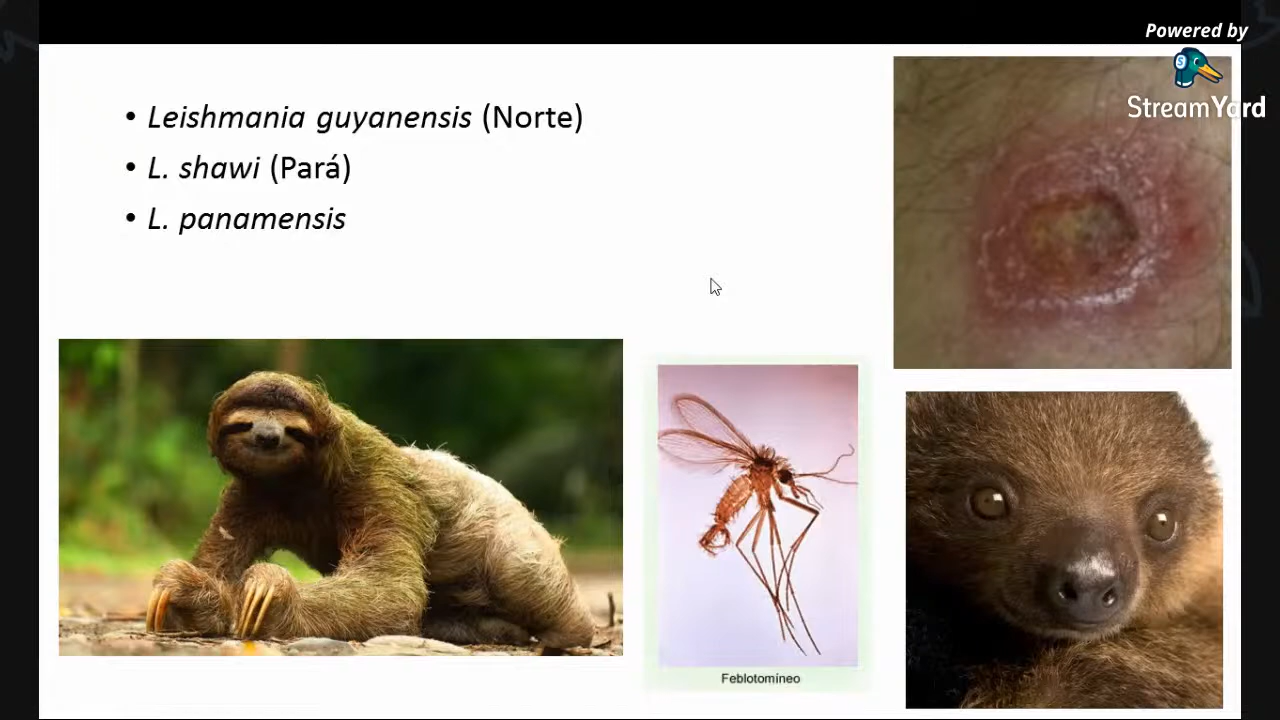 Powered by
StreamYard
• Leishmania guyanensis (Norte)
• L. shawi (Pará)
• L. panamensis
Feblotomíneo